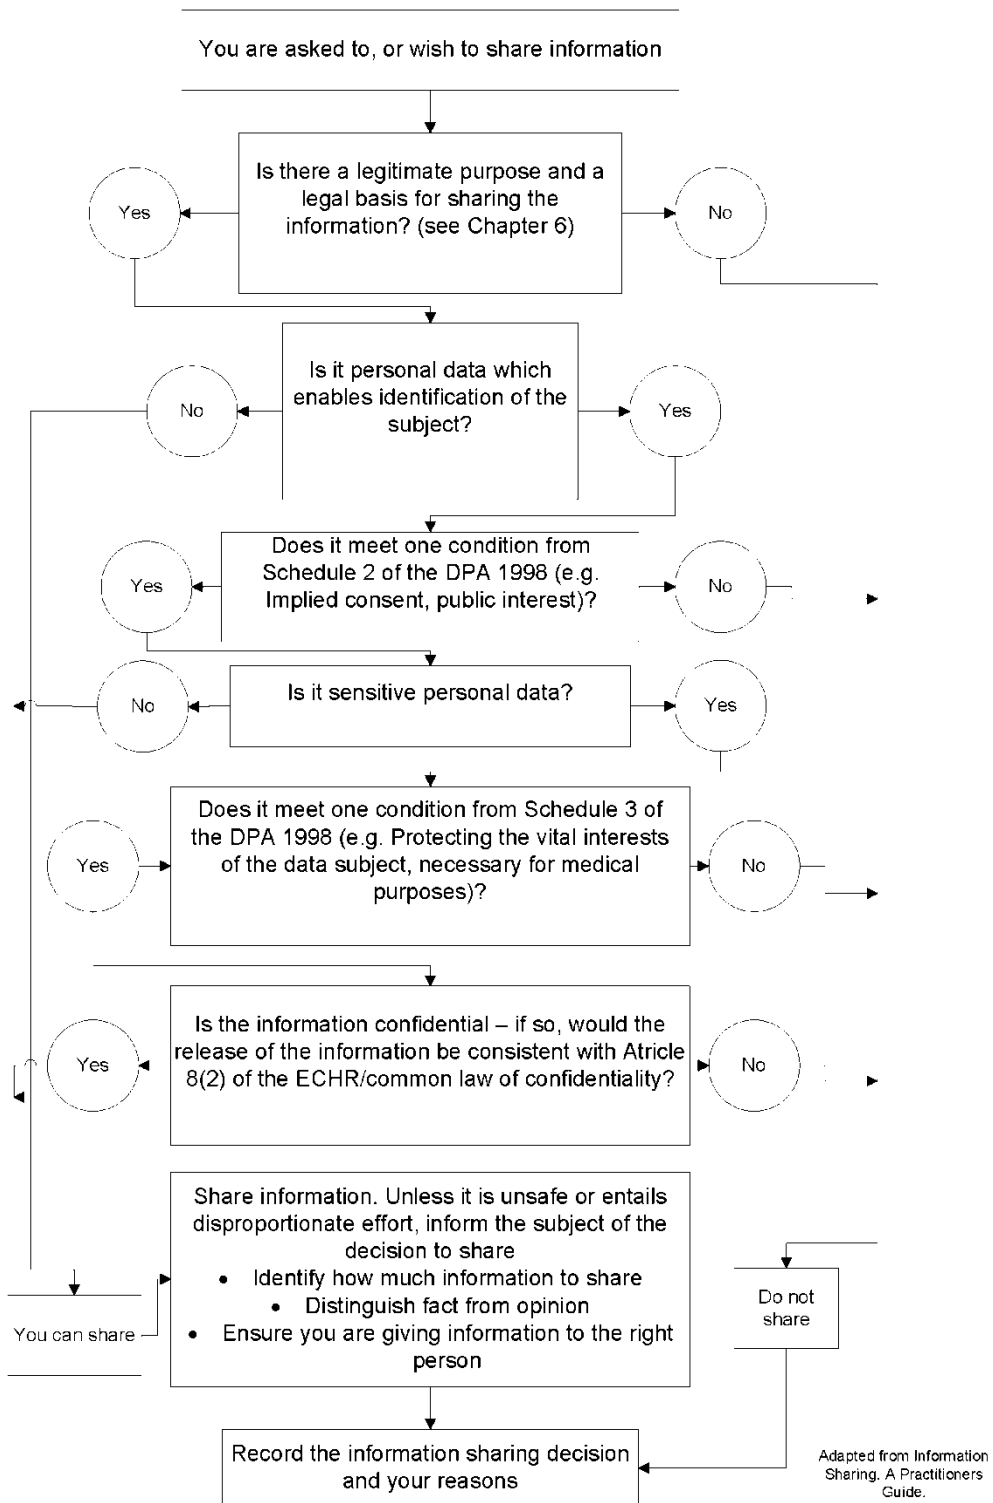 You are asked to, or wish to share information
Is there a legitimate purpose and a
legal basis for sharing the
information? (see Chapter 6)
Yes
No
Is it personal data which
enables identification of the
subject?
No
Yes
Does it meet one condition from
Schedule 2 of the DPA 1998 (e.g.
Implied consent, public interest)?
Yes
No
Is it sensitive personal data?
No
Yes
Does it meet one condition from Schedule 3 of
the DPA 1998 (e.g. Protecting the vital interests
of the data subject, necessary for medical
purposes)?
Yes
No
Is the information confidential – if so, would the
release of the information be consistent with Atricle
8(2) of the ECHR/common law of confidentiality?
Yes
No
Share information. Unless it is unsafe or entails
disproportionate effort, inform the subject of the
decision to share
• Identify how much information to share
• Distinguish fact from opinion
• Ensure you are giving information to the right
person
You can share
Do not
share
Record the information sharing decision
and your reasons
Adapted from Information
Sharing. A Practitioners
Guide.